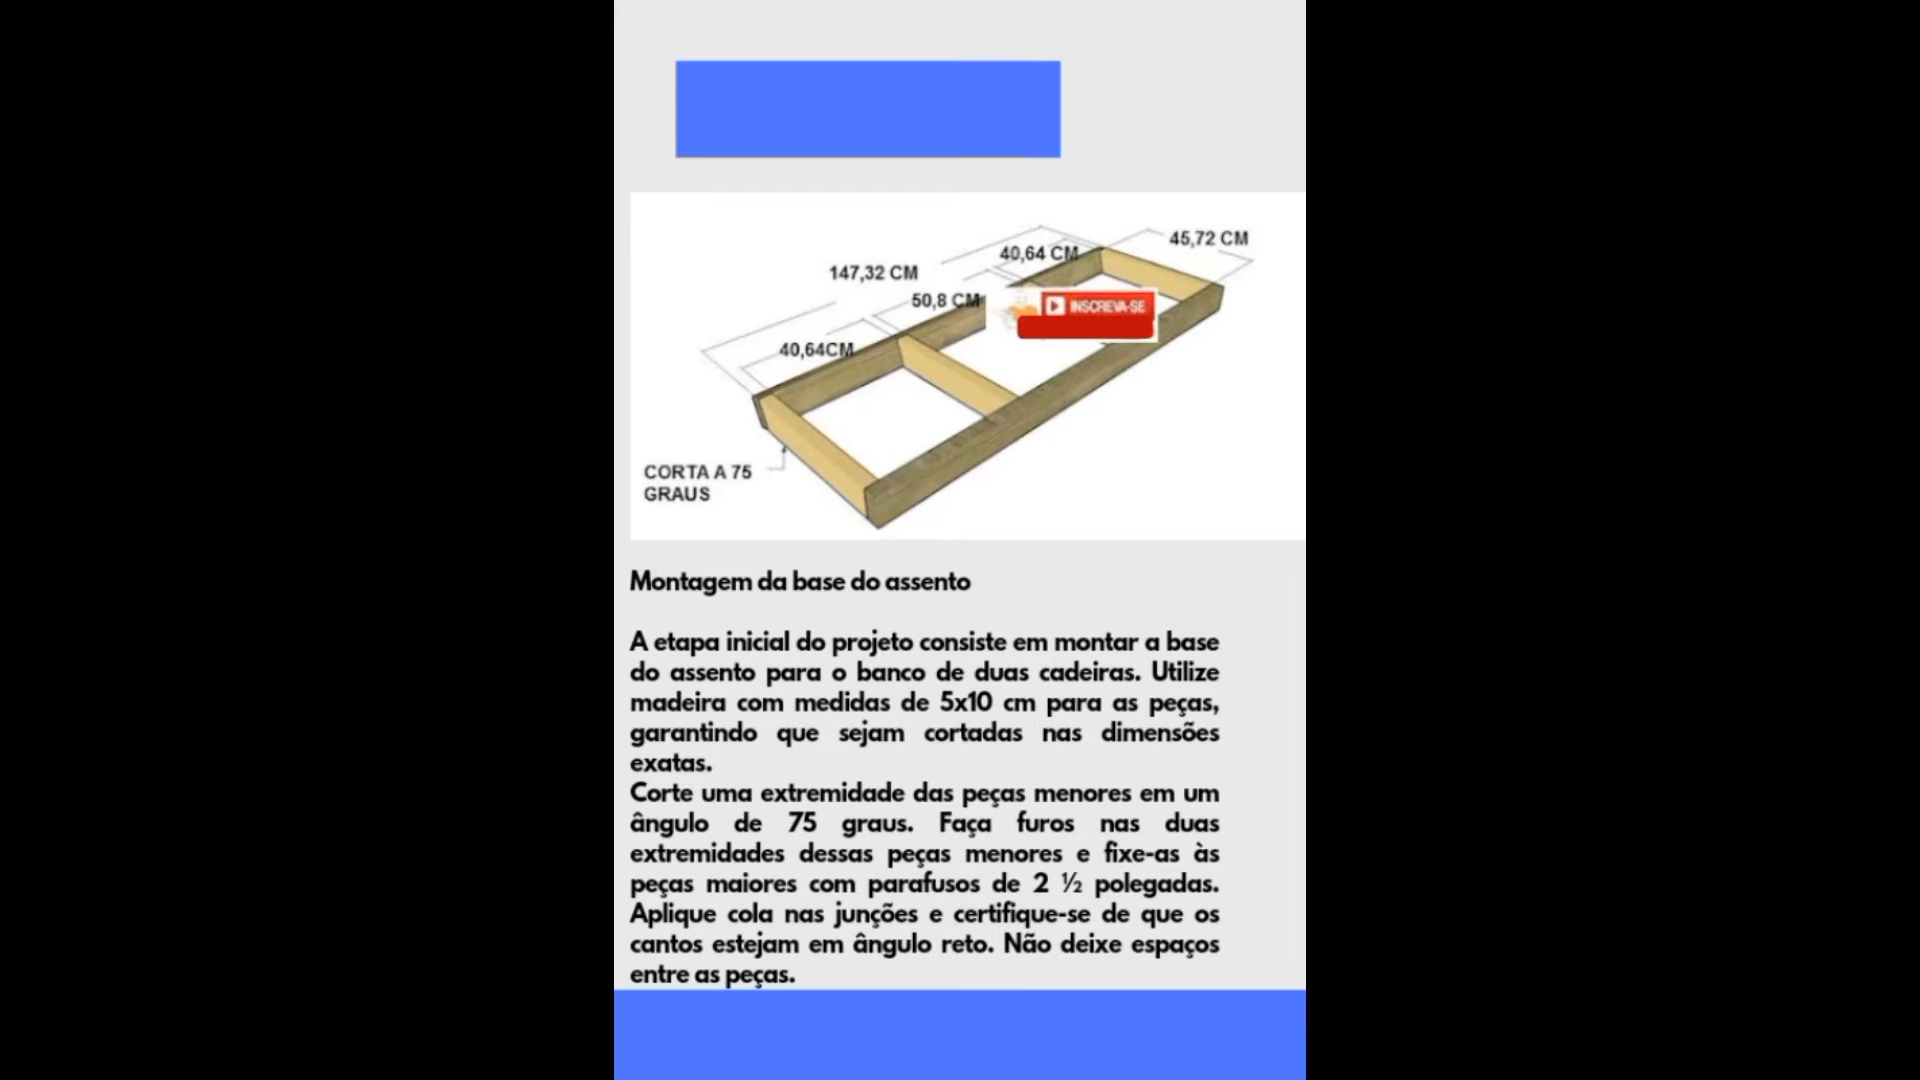 45,72 CM
40,64 CM
147,32 CM
50,8 CM
INSCREVA-SE
40,64CM
CORTA A 75
GRAUS
Montagem da base do assento
A etapa inicial do projeto consiste em montar a base
do assento para o banco de duas cadeiras. Utilize
madeira com medidas de 5x10 cm para as peças,
garantindo que sejam cortadas nas dimensões
exatas.
Corte uma extremidade das peças menores em um
ângulo de 75 graus. Faça furos nas duas
extremidades dessas peças menores e fixe-as às
peças maiores com parafusos de 2 ½ polegadas.
Aplique cola nas junções e certifique-se de que os
cantos estejam em ângulo reto. Não deixe espaços
entre as peças.